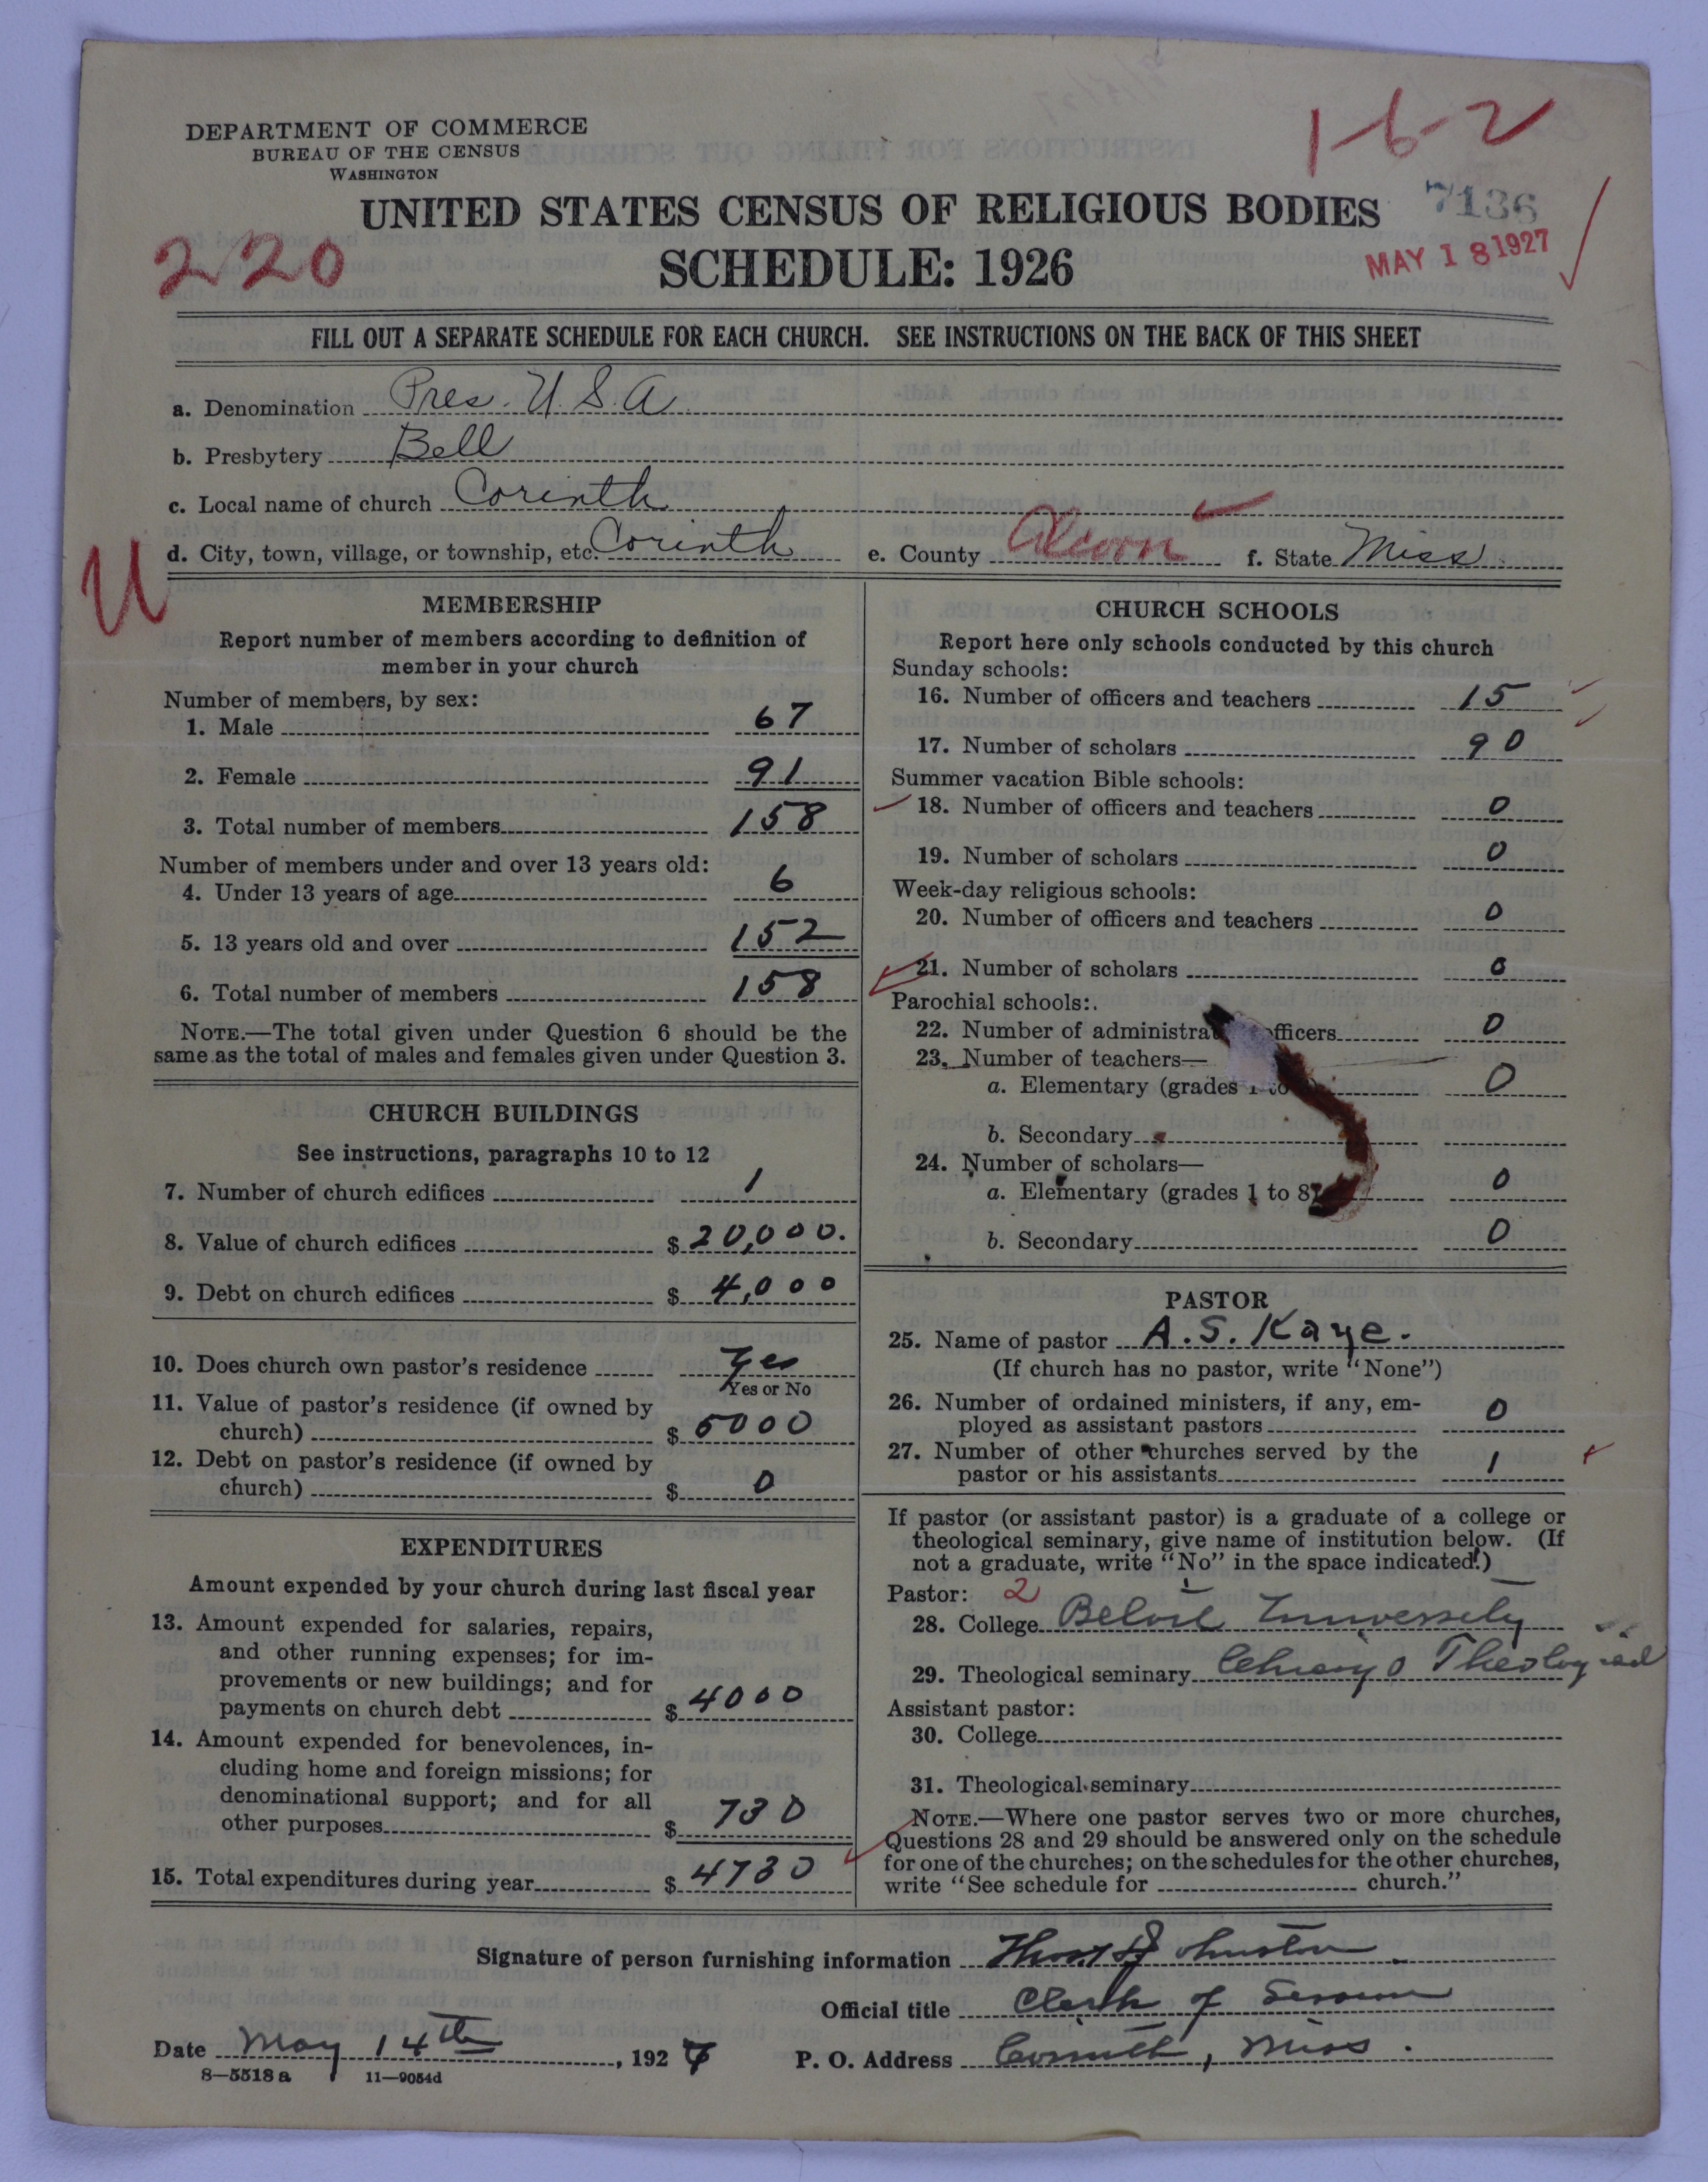 1-6-2
DEPARTMENT OF COMMERCE
BUREAU OF THE CENSUS
WASHINGTON
UNITED STATES CENSUS OF RELIGIOUS BODIES
7136
220
SCHEDULE: 1926
MAY 18 1927
FILL OUT A SEPARATE SCHEDULE FOR EACH CHURCH. SEE INSTRUCTIONS ON THE BACK OF THIS SHEET
a. Denomination Pres. U.S.A.
b. Presbytery Bell
c. Local name of church Corinth
d. City, town, village, or township, etc. Corinth e. County Alcorn f. State Miss.
U
MEMBERSHIP
Report number of members according to definition of
member in your church
Number of members, by sex:
1. Male 67
2. Female 91
3. Total number of members 158
Number of members under and over 13 years old:
4. Under 13 years of age 6
5. 13 years old and over 152
6. Total number of members 158
NOTE.—The total given under Question 6 should be the
same as the total of males and females given under Question 3.
CHURCH BUILDINGS
See instructions, paragraphs 10 to 12
7. Number of church edifices 1
8. Value of church edifices $ 20,000.
9. Debt on church edifices $ 4,000
10. Does church own pastor's residence Yes
Yes or No
11. Value of pastor's residence (if owned by
church) $ 5000
12. Debt on pastor's residence (if owned by
church) $ 0
EXPENDITURES
Amount expended by your church during last fiscal year
13. Amount expended for salaries, repairs,
and other running expenses; for im-
provements or new buildings; and for
payments on church debt $ 4000
14. Amount expended for benevolences, in-
cluding home and foreign missions; for
denominational support; and for all
other purposes $ 730
15. Total expenditures during year $ 4730
CHURCH SCHOOLS
Report here only schools conducted by this church
Sunday schools:
16. Number of officers and teachers 15
17. Number of scholars 90
Summer vacation Bible schools:
18. Number of officers and teachers 0
19. Number of scholars 0
Week-day religious schools:
20. Number of officers and teachers 0
21. Number of scholars 0
Parochial schools:
22. Number of administra officers 0
23. Number of teachers—
a. Elementary (grades 1 to 0
b. Secondary
24. Number of scholars—
a. Elementary (grades 1 to 8) 0
b. Secondary 0
PASTOR
25. Name of pastor A. S. Kaye.
(If church has no pastor, write "None")
26. Number of ordained ministers, if any, em-
ployed as assistant pastors 0
27. Number of other churches served by the
pastor or his assistants 1
If pastor (or assistant pastor) is a graduate of a college or
theological seminary, give name of institution below. (If
not a graduate, write "No" in the space indicated.)
Pastor: 2
28. College Beloit University
29. Theological seminary Chicago Theological
Assistant pastor:
30. College
31. Theological seminary
NOTE.—Where one pastor serves two or more churches,
Questions 28 and 29 should be answered only on the schedule
for one of the churches; on the schedules for the other churches,
write "See schedule for church."
Signature of person furnishing information Johnston
Official title Clerk of Session
Date May 14th, 1927 P. O. Address Corinth, Miss.
8—5518 a 11—9054d